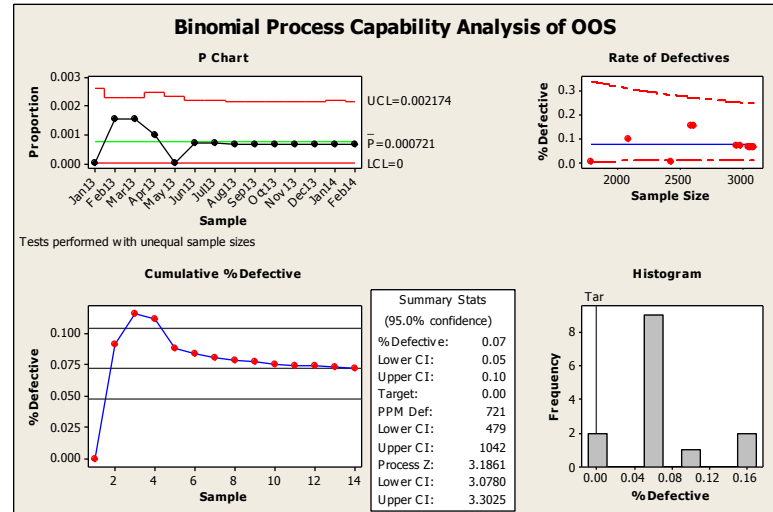 Binomial Process Capability Analysis of OOS
P Chart
Proportion
0.003
0.002
0.001
0.000
UCL=0.002174
_
P=0.000721
LCL=0
Jan13
Feb13
Mar13
Apr13
May13
Jun13
Jul13
Aug13
Sep13
Oct13
Nov13
Dec13
Jan14
Feb14
Sample
Tests performed with unequal sample sizes
Rate of Defectives
%Defective
0.3
0.2
0.1
0.0
2000 2500 3000
Sample Size
Cumulative %Defective
%Defective
0.100
0.075
0.050
0.025
0.000
2 4 6 8 10 12 14
Sample
Summary Stats
(95.0% confidence)
%Defective: 0.07
Lower CI: 0.05
Upper CI: 0.10
Target: 0.00
PPM Def: 721
Lower CI: 479
Upper CI: 1042
Process Z: 3.1861
Lower CI: 3.0780
Upper CI: 3.3025
Histogram
Tar
Frequency
8
6
4
2
0
0.00 0.04 0.08 0.12 0.16
%Defective